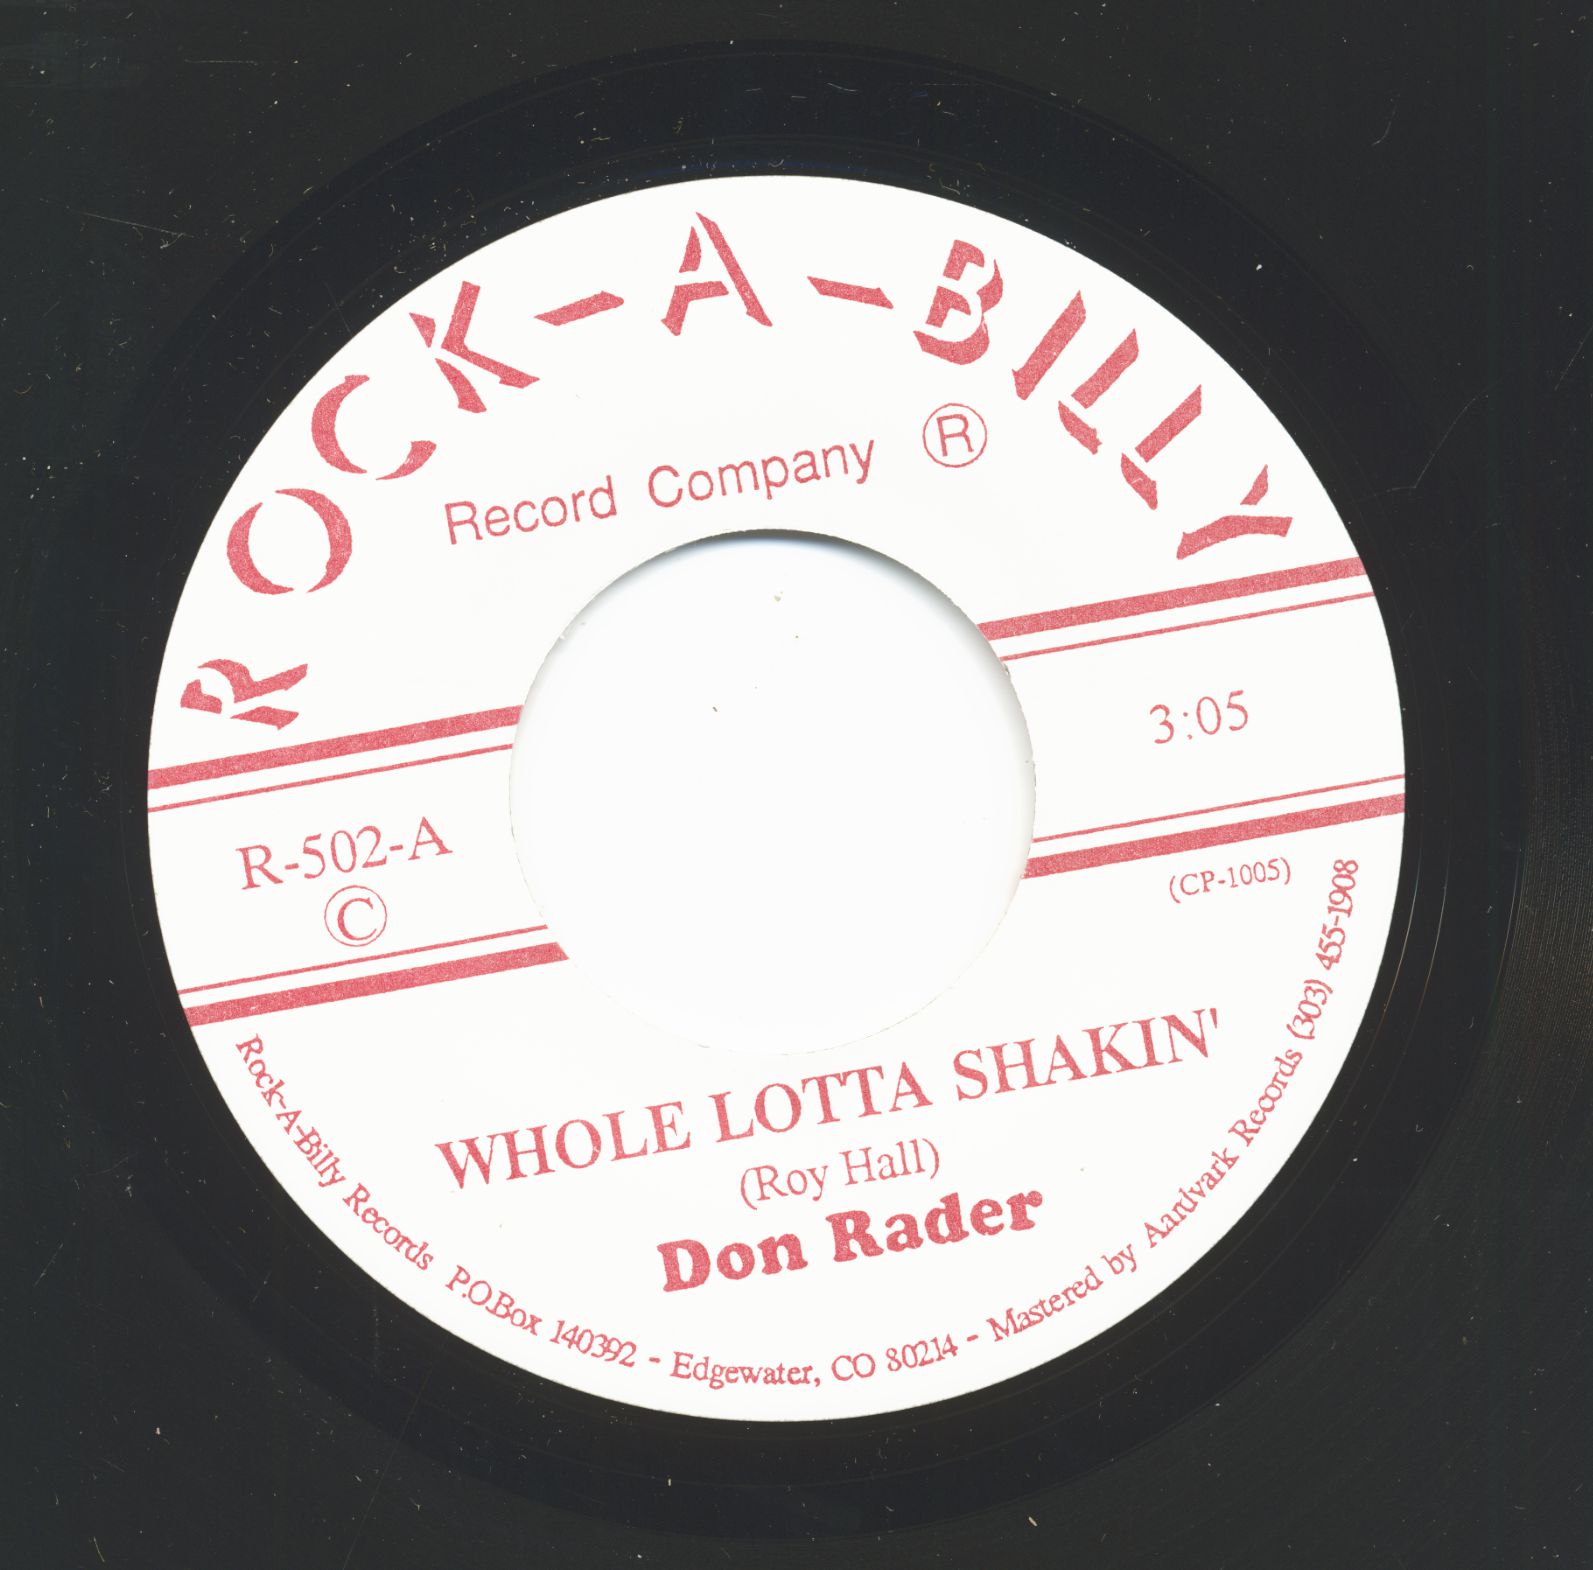 ROCK-A-BILLY
Record Company ®
3:05
R-502-A
©
(CP-1005)
WHOLE LOTTA SHAKIN'
(Roy Hall)
Don Rader
Rock-A-Billy Records P.O.Box 140392 - Edgewater, CO 80214 - Mastered by Aardvark Records (303) 455-1908